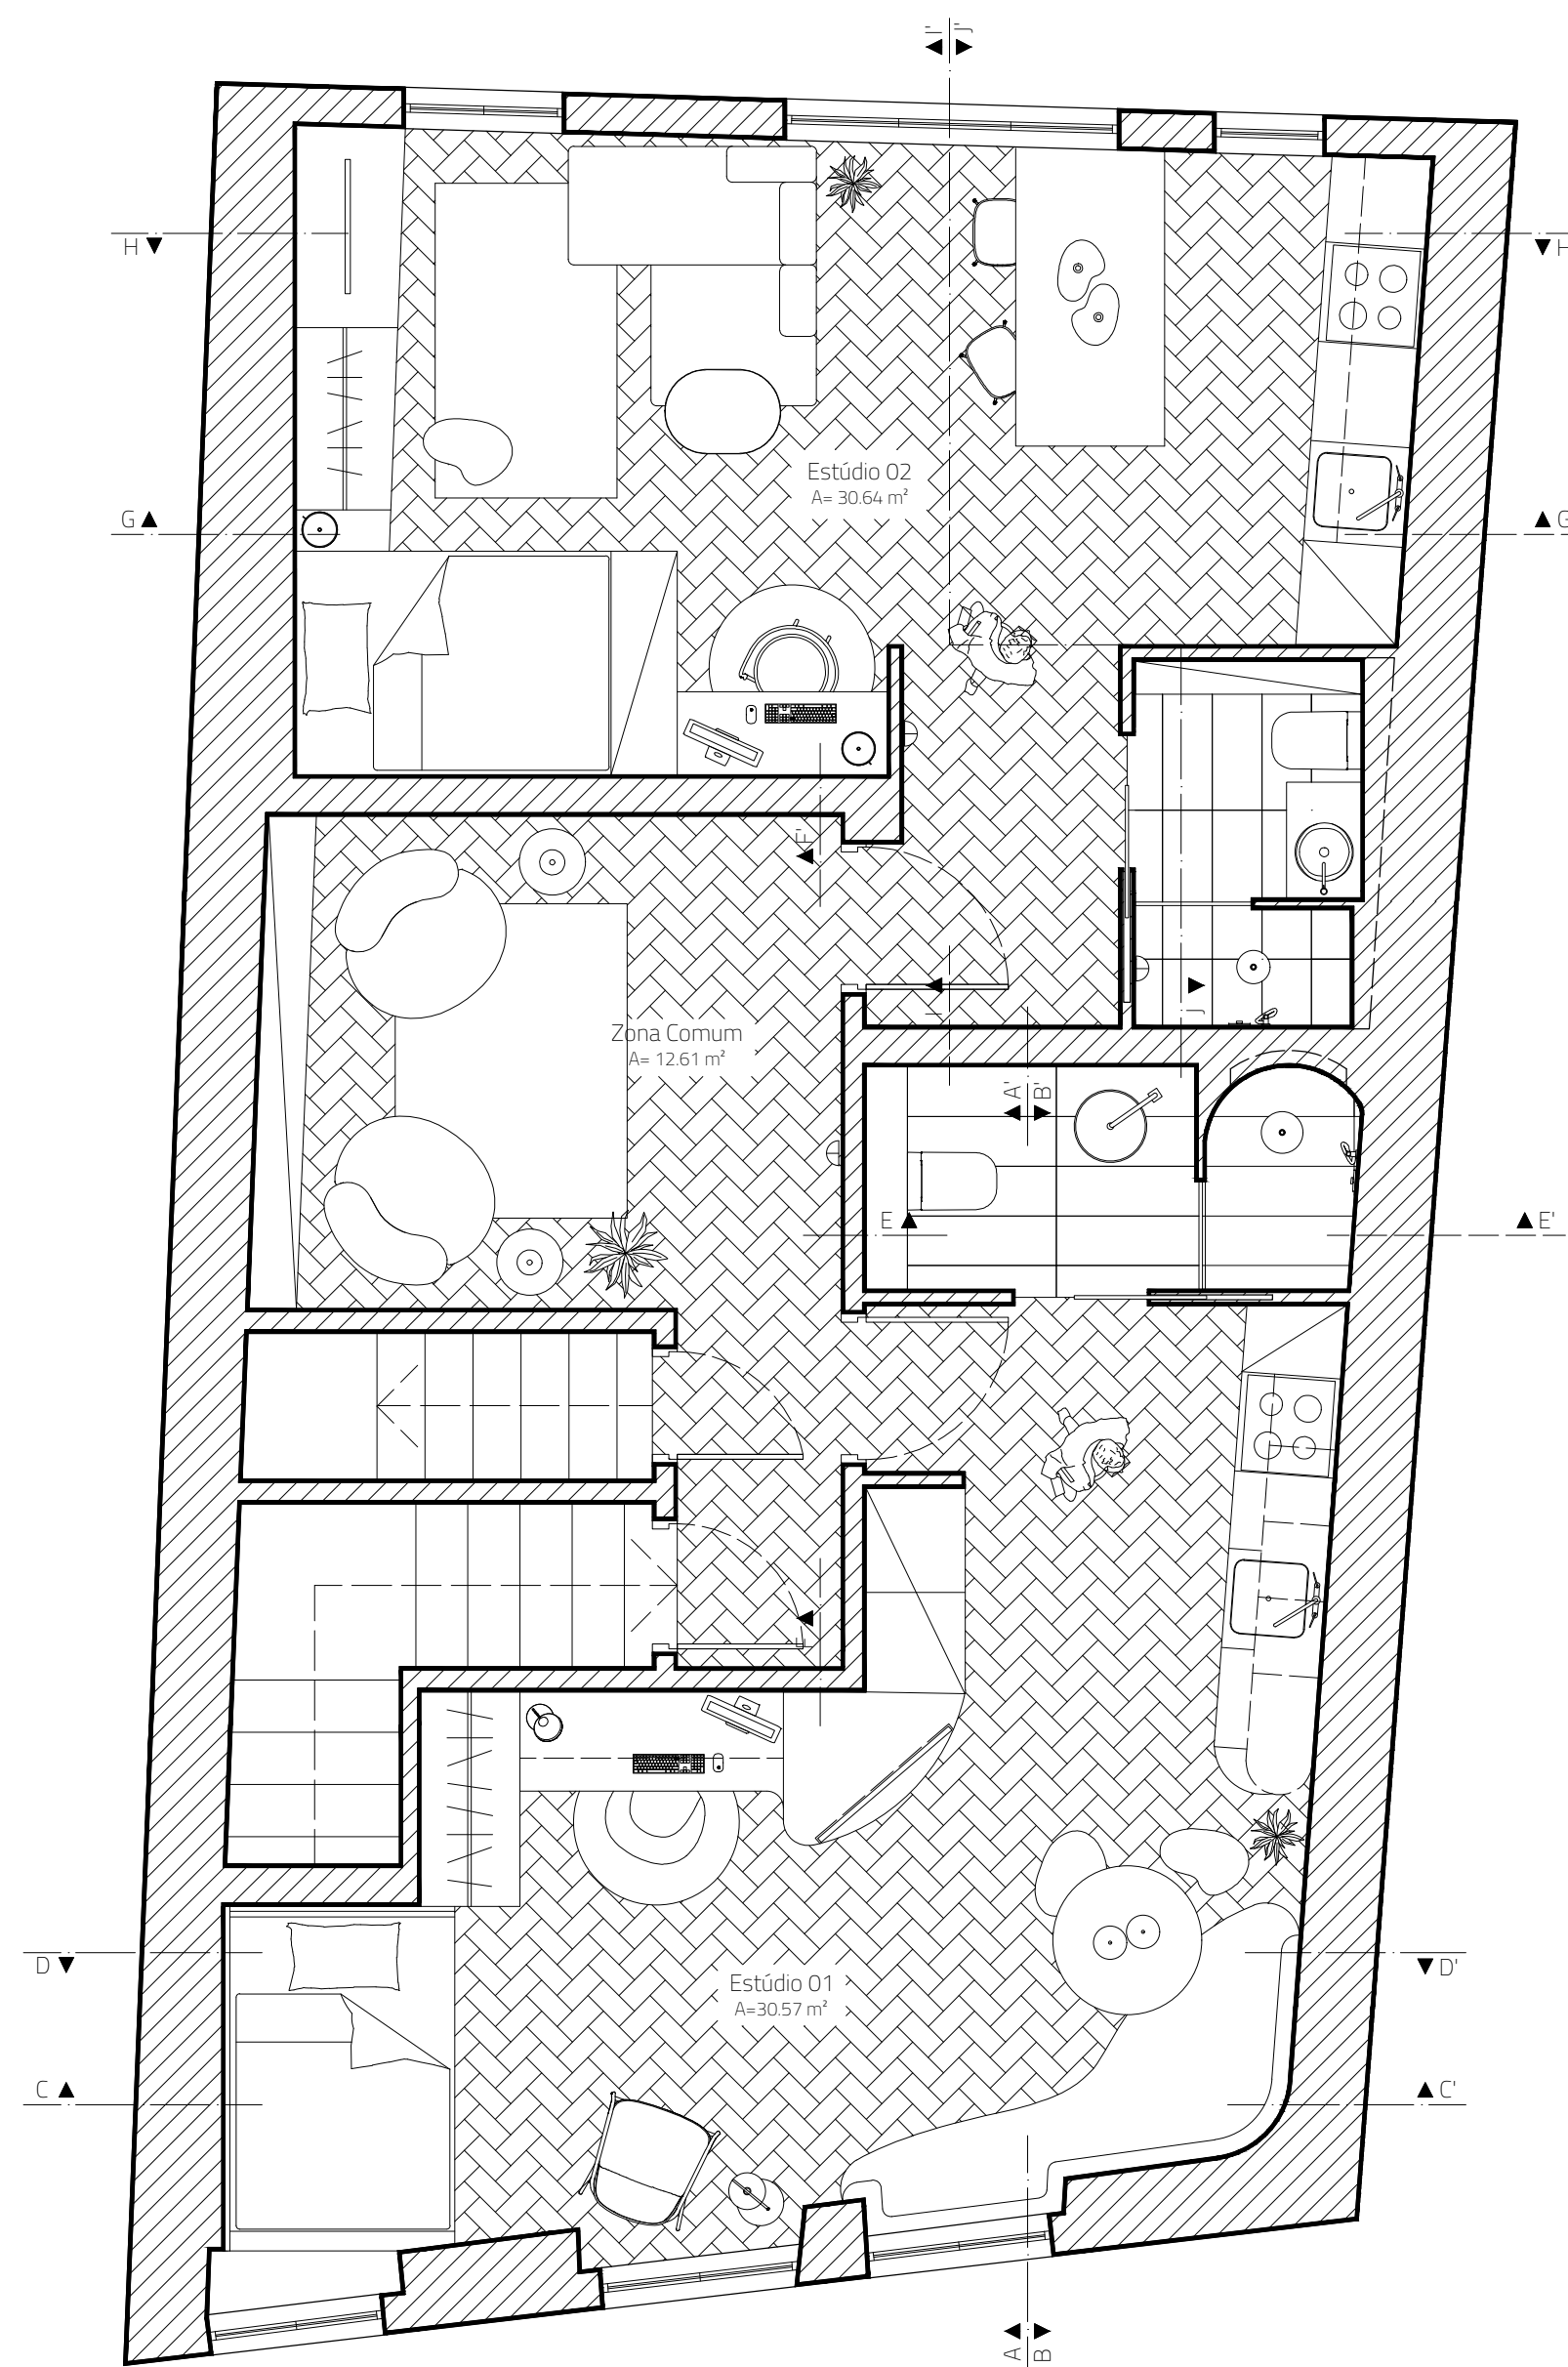 I'
J'
H
H
G
G
Estúdio 02
A= 30.64 m²
F'
I
J
Zona Comum
A= 12.61 m²
A'
B'
E
E'
F
D
D'
Estúdio 01
A=30.57 m²
C
C'
A
B